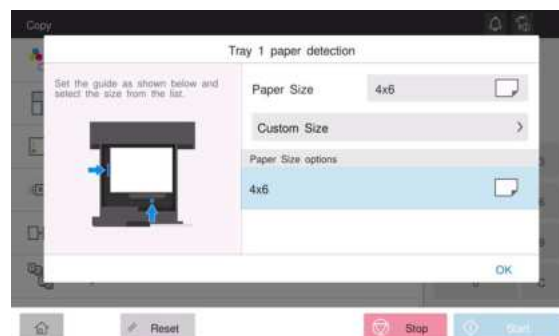 Copy
Tray 1 paper detection
Set the guide as shown below and
select the size from the list.
Paper Size
4x6
Custom Size
Paper Size options
4x6
OK
Reset
Stop
Start